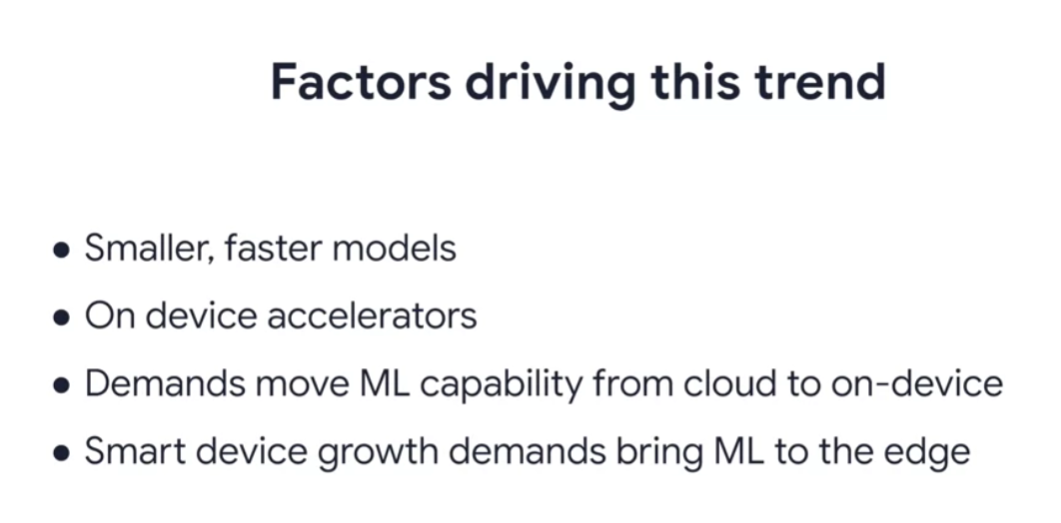 Factors driving this trend
● Smaller, faster models
● On device accelerators
● Demands move ML capability from cloud to on-device
● Smart device growth demands bring ML to the edge